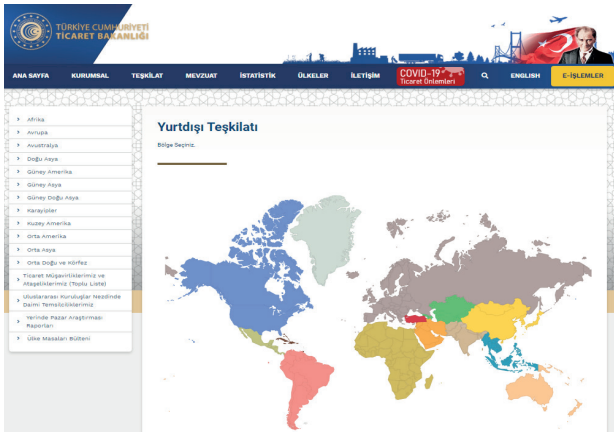 TÜRKİYE CUMHURİYETİ
TİCARET BAKANLIĞI
ANA SAYFA
KURUMSAL
TEŞKİLAT
MEVZUAT
İSTATİSTİK
ÜLKELER
İLETİŞİM
COVID-19
Ticaret Önlemleri
ENGLISH
E-İŞLEMLER
Afrika
Avrupa
Avustralya
Doğu Asya
Güney Amerika
Güney Asya
Güney Doğu Asya
Karayipler
Kuzey Amerika
Orta Amerika
Orta Asya
Orta Doğu ve Körfez
Ticaret Müşavirliklerimiz ve
Ataşeliklerimiz (Toplu Liste)
Uluslararası Kuruluşlar Nezdinde
Daimi Temsilciliklerimiz
Yerinde Pazar Araştırması
Raporları
Ülke Masaları Bülteni
Yurtdışı Teşkilatı
Bölge Seçiniz.